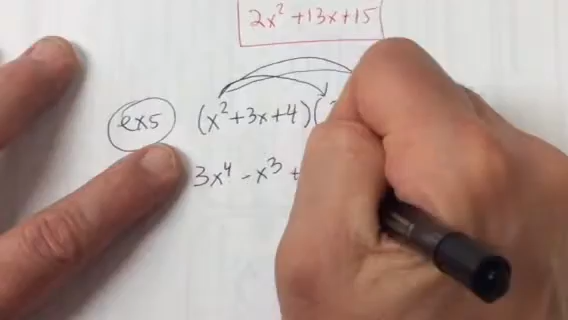 2x² +13x+15
ex5 (x²+3x+4)(
3x⁴ -x³ +